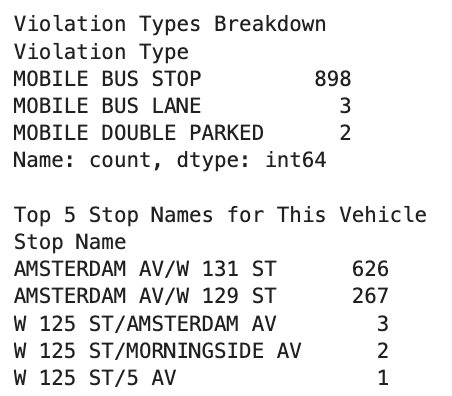 Violation Types Breakdown
Violation Type
MOBILE BUS STOP 898
MOBILE BUS LANE 3
MOBILE DOUBLE PARKED 2
Name: count, dtype: int64
Top 5 Stop Names for This Vehicle
Stop Name
AMSTERDAM AV/W 131 ST 626
AMSTERDAM AV/W 129 ST 267
W 125 ST/AMSTERDAM AV 3
W 125 ST/MORNINGSIDE AV 2
W 125 ST/5 AV 1